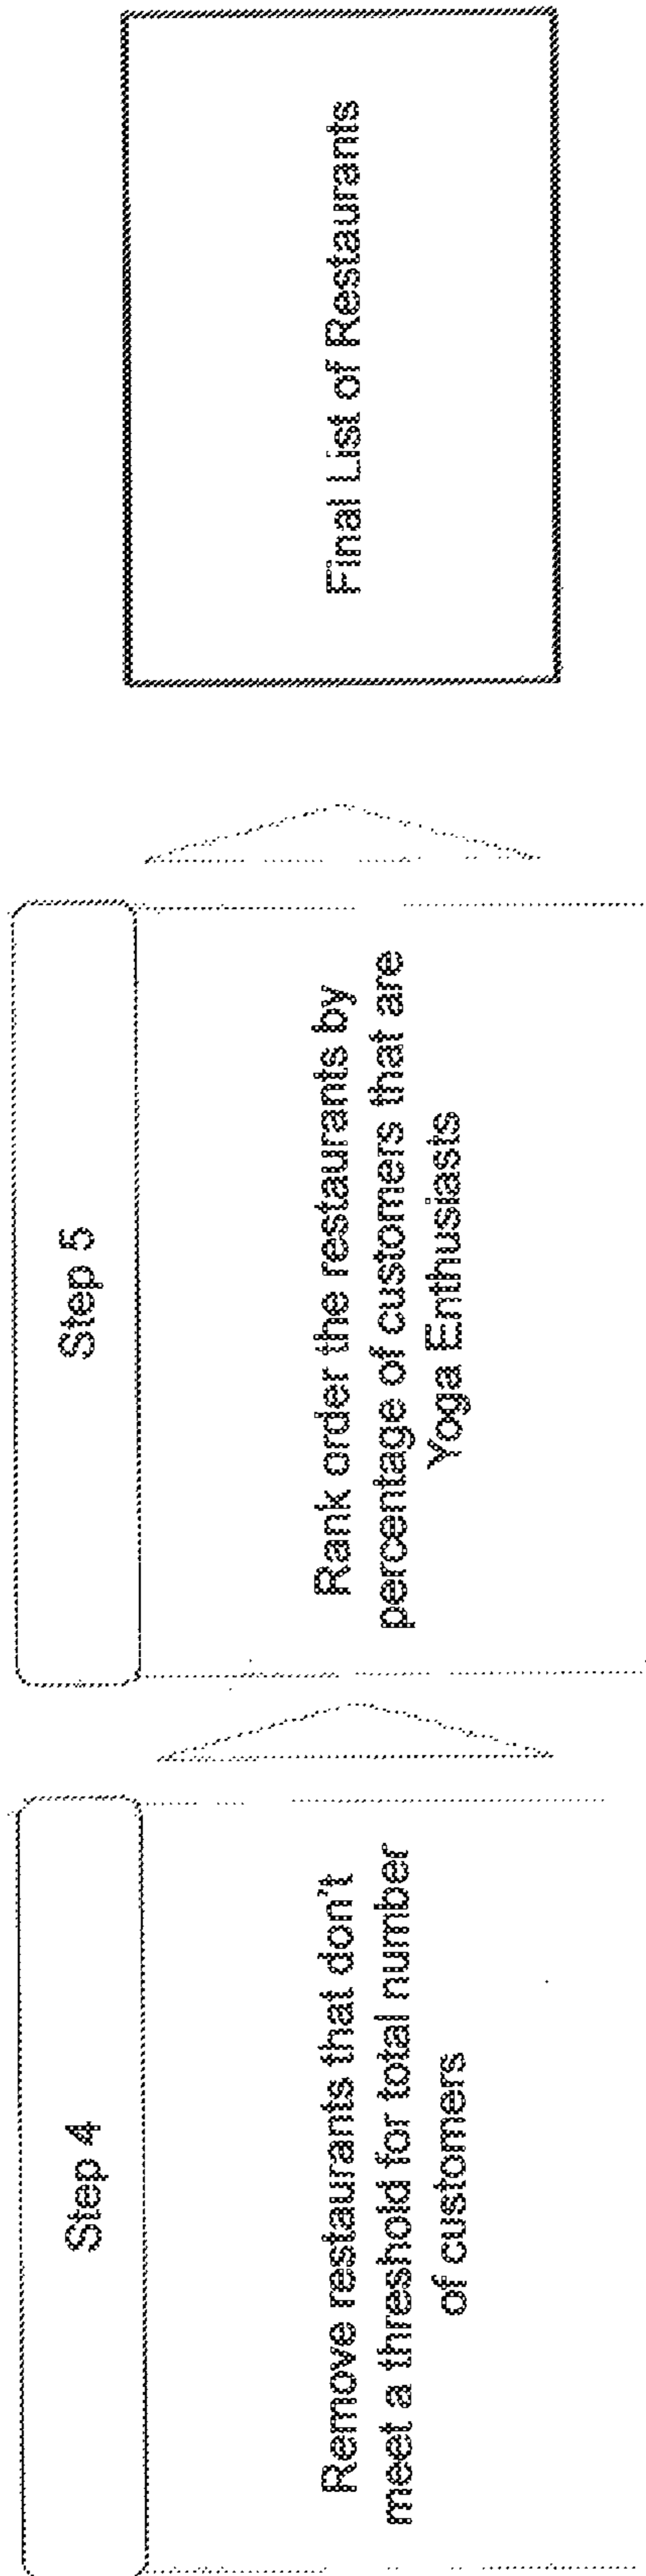 Step 4
Remove restaurants that don't
meet a threshold for total number
of customers
Step 5
Rank order the restaurants by
percentage of customers that are
Yoga Enthusiasts
Final List of Restaurants